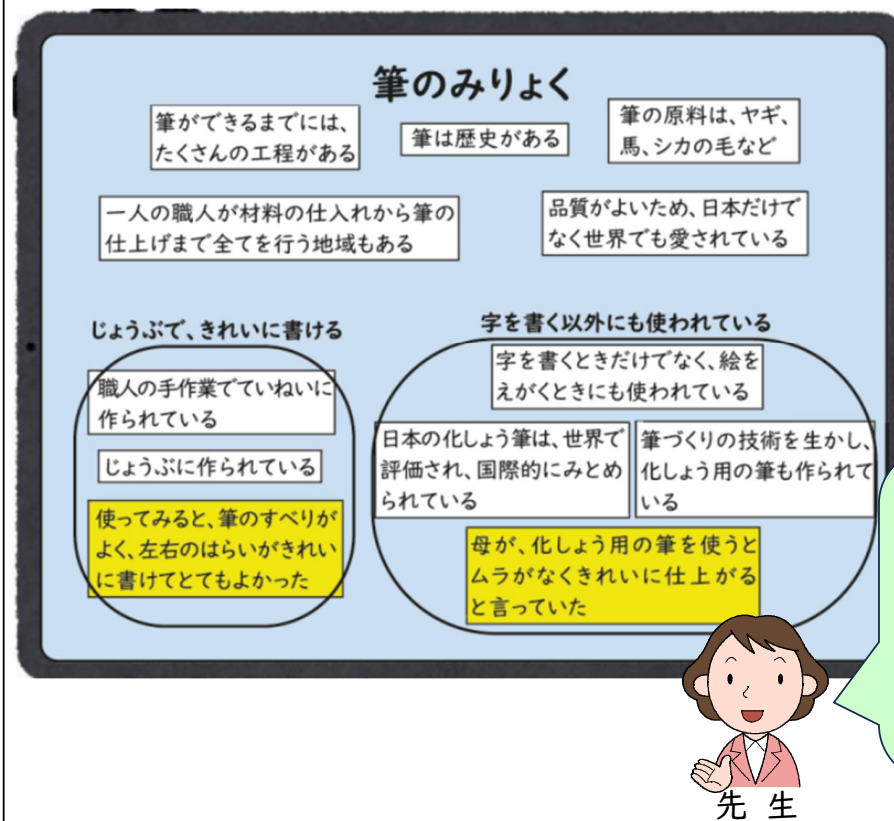 筆のみりょく
筆ができるまでには、
たくさんの工程がある
筆は歴史がある
筆の原料は、ヤギ、
馬、シカの毛など
一人の職人が材料の仕入れから筆の
仕上げまで全てを行う地域もある
品質がよいため、日本だけで
なく世界でも愛されている
じょうぶで、きれいに書ける
職人の手作業でていねいに
作られている
じょうぶに作られている
使ってみると、筆のすべりが
よく、左右のはらいがきれい
に書けてとてもよかった
字を書く以外にも使われている
字を書くときだけでなく、絵を
えがくときにも使われている
日本の化しょう筆は、世界で
評価され、国際的にみとめ
られている
筆づくりの技術を生かし、
化しょう用の筆も作られて
いる
母が、化しょう用の筆を使うと
ムラがなくきれいに仕上がる
と言っていた
先生